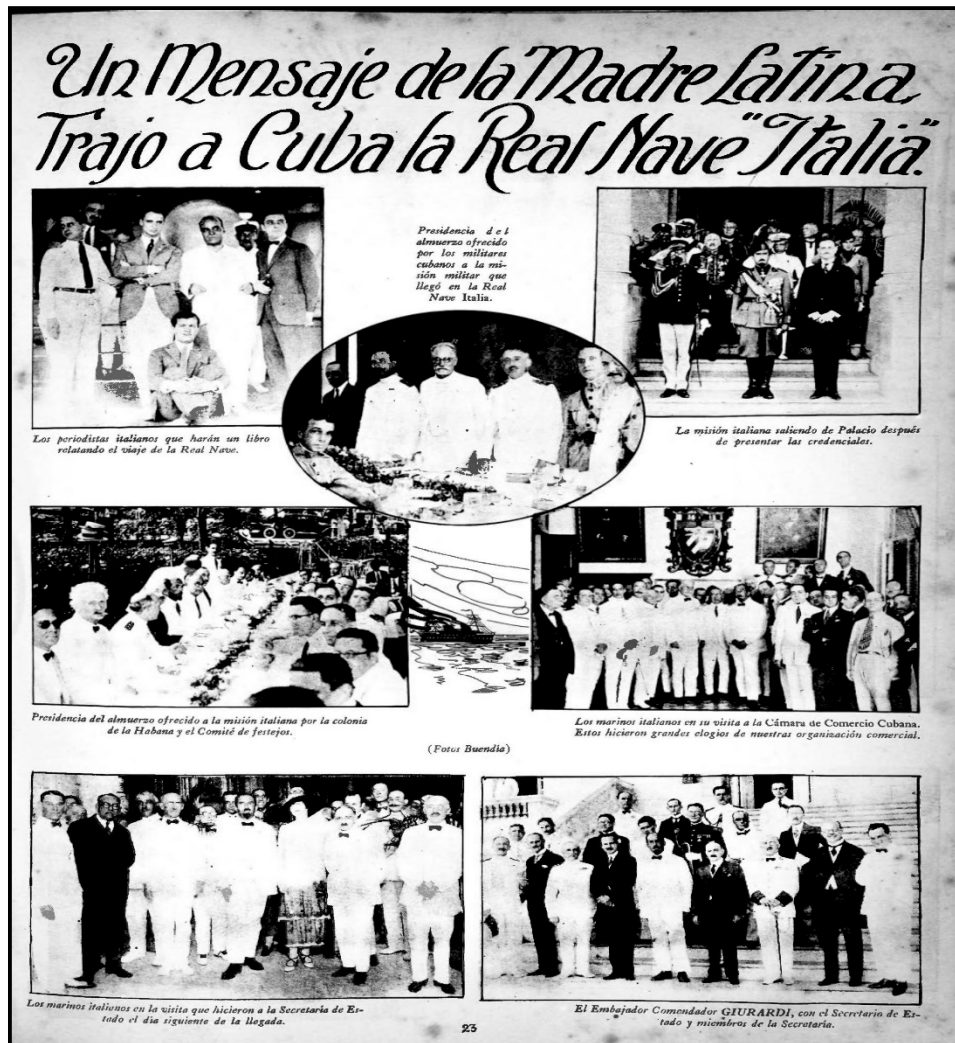 Un Mensaje de la Madre Latina,
Trajo a Cuba la Real Nave "Italia".
Presidencia del
almuerzo ofrecido
por los militares
cubanos a la mi-
sión militar que
llegó en la Real
Nave Italia.
Los periodistas italianos que harán un libro
relatando el viaje de la Real Nave.
La misión italiana saliendo de Palacio después
de presentar las credenciales.
Presidencia del almuerzo ofrecido a la misión italiana por la colonia
de la Habana y el Comité de festejos.
Los marinos italianos en su visita a la Cámara de Comercio Cubana.
Estos hicieron grandes elogios de nuestras organización comercial.
(Fotos Buendía)
Los marinos italianos en la visita que hicieron a la Secretaría de Es-
tado el día siguiente de la llegada.
El Embajador Comendador GIURARDI, con el Secretario de Es-
tado y miembros de la Secretaría.
23